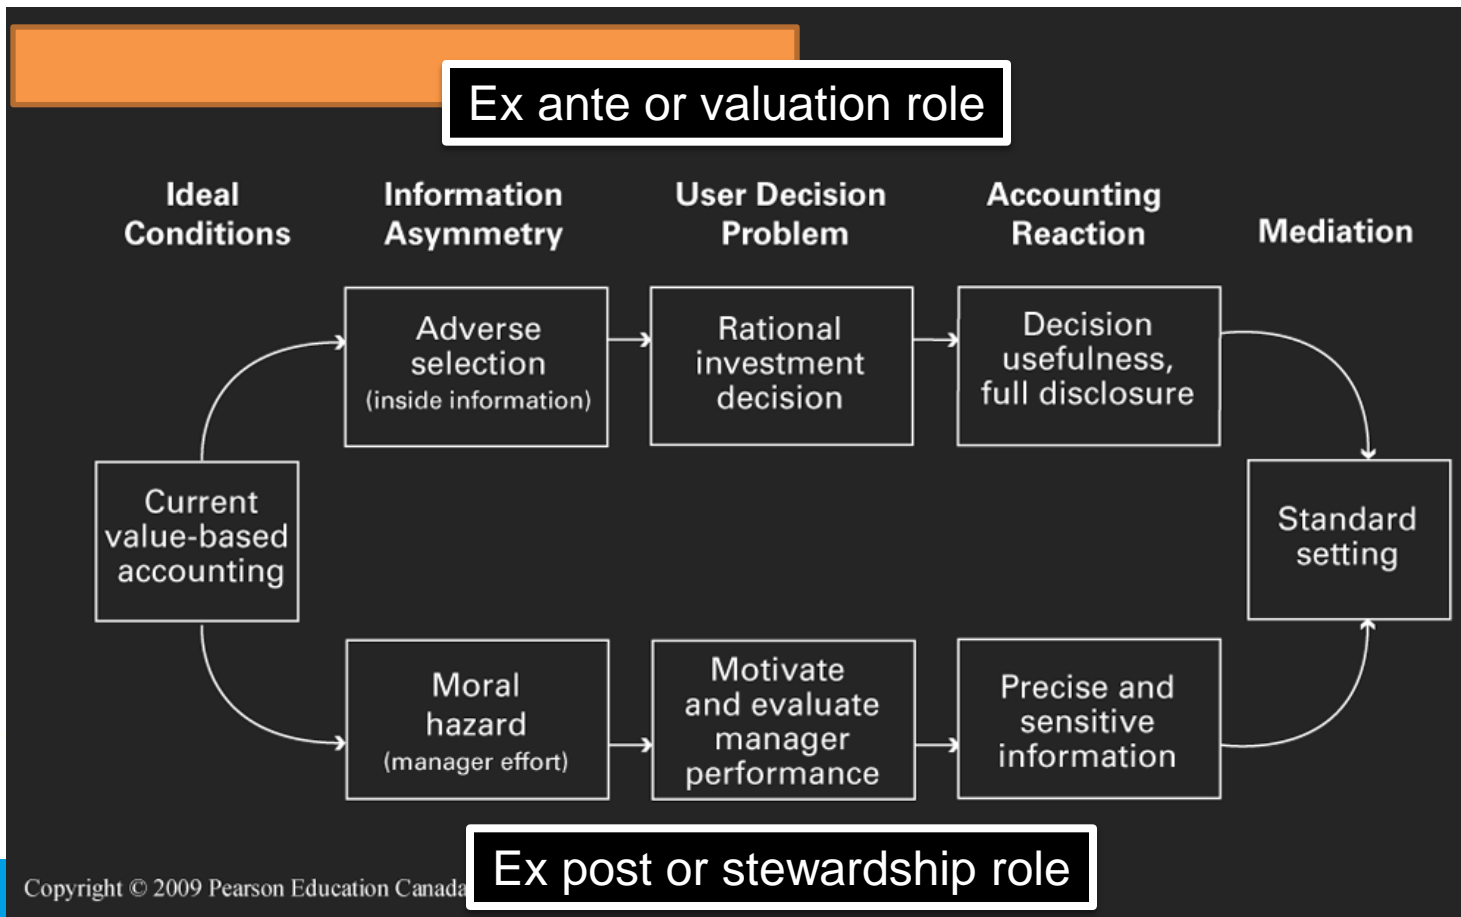 Ex ante or valuation role
Ideal
Conditions
Information
Asymmetry
User Decision
Problem
Accounting
Reaction
Mediation
Adverse
selection
(inside information)
Rational
investment
decision
Decision
usefulness,
full disclosure
Current
value-based
accounting
Standard
setting
Moral
hazard
(manager effort)
Motivate
and evaluate
manager
performance
Precise and
sensitive
information
Ex post or stewardship role
Copyright © 2009 Pearson Education Canada